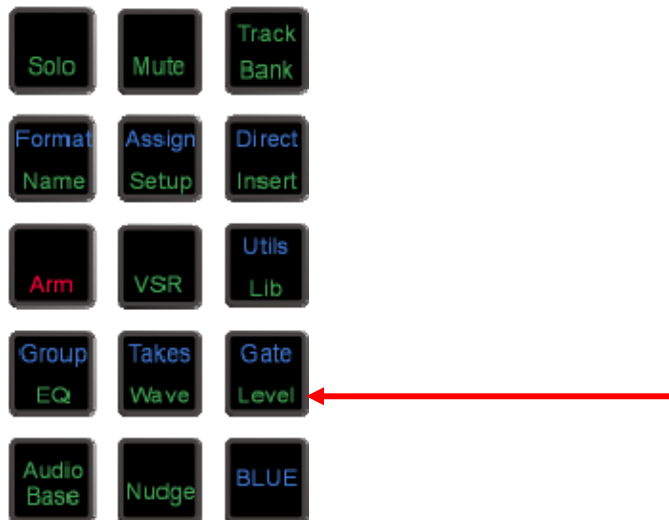 Solo
Mute
Track
Bank
Format
Name
Assign
Setup
Direct
Insert
Arm
VSR
Utils
Lib
Group
EQ
Takes
Wave
Gate
Level
Audio
Base
Nudge
BLUE